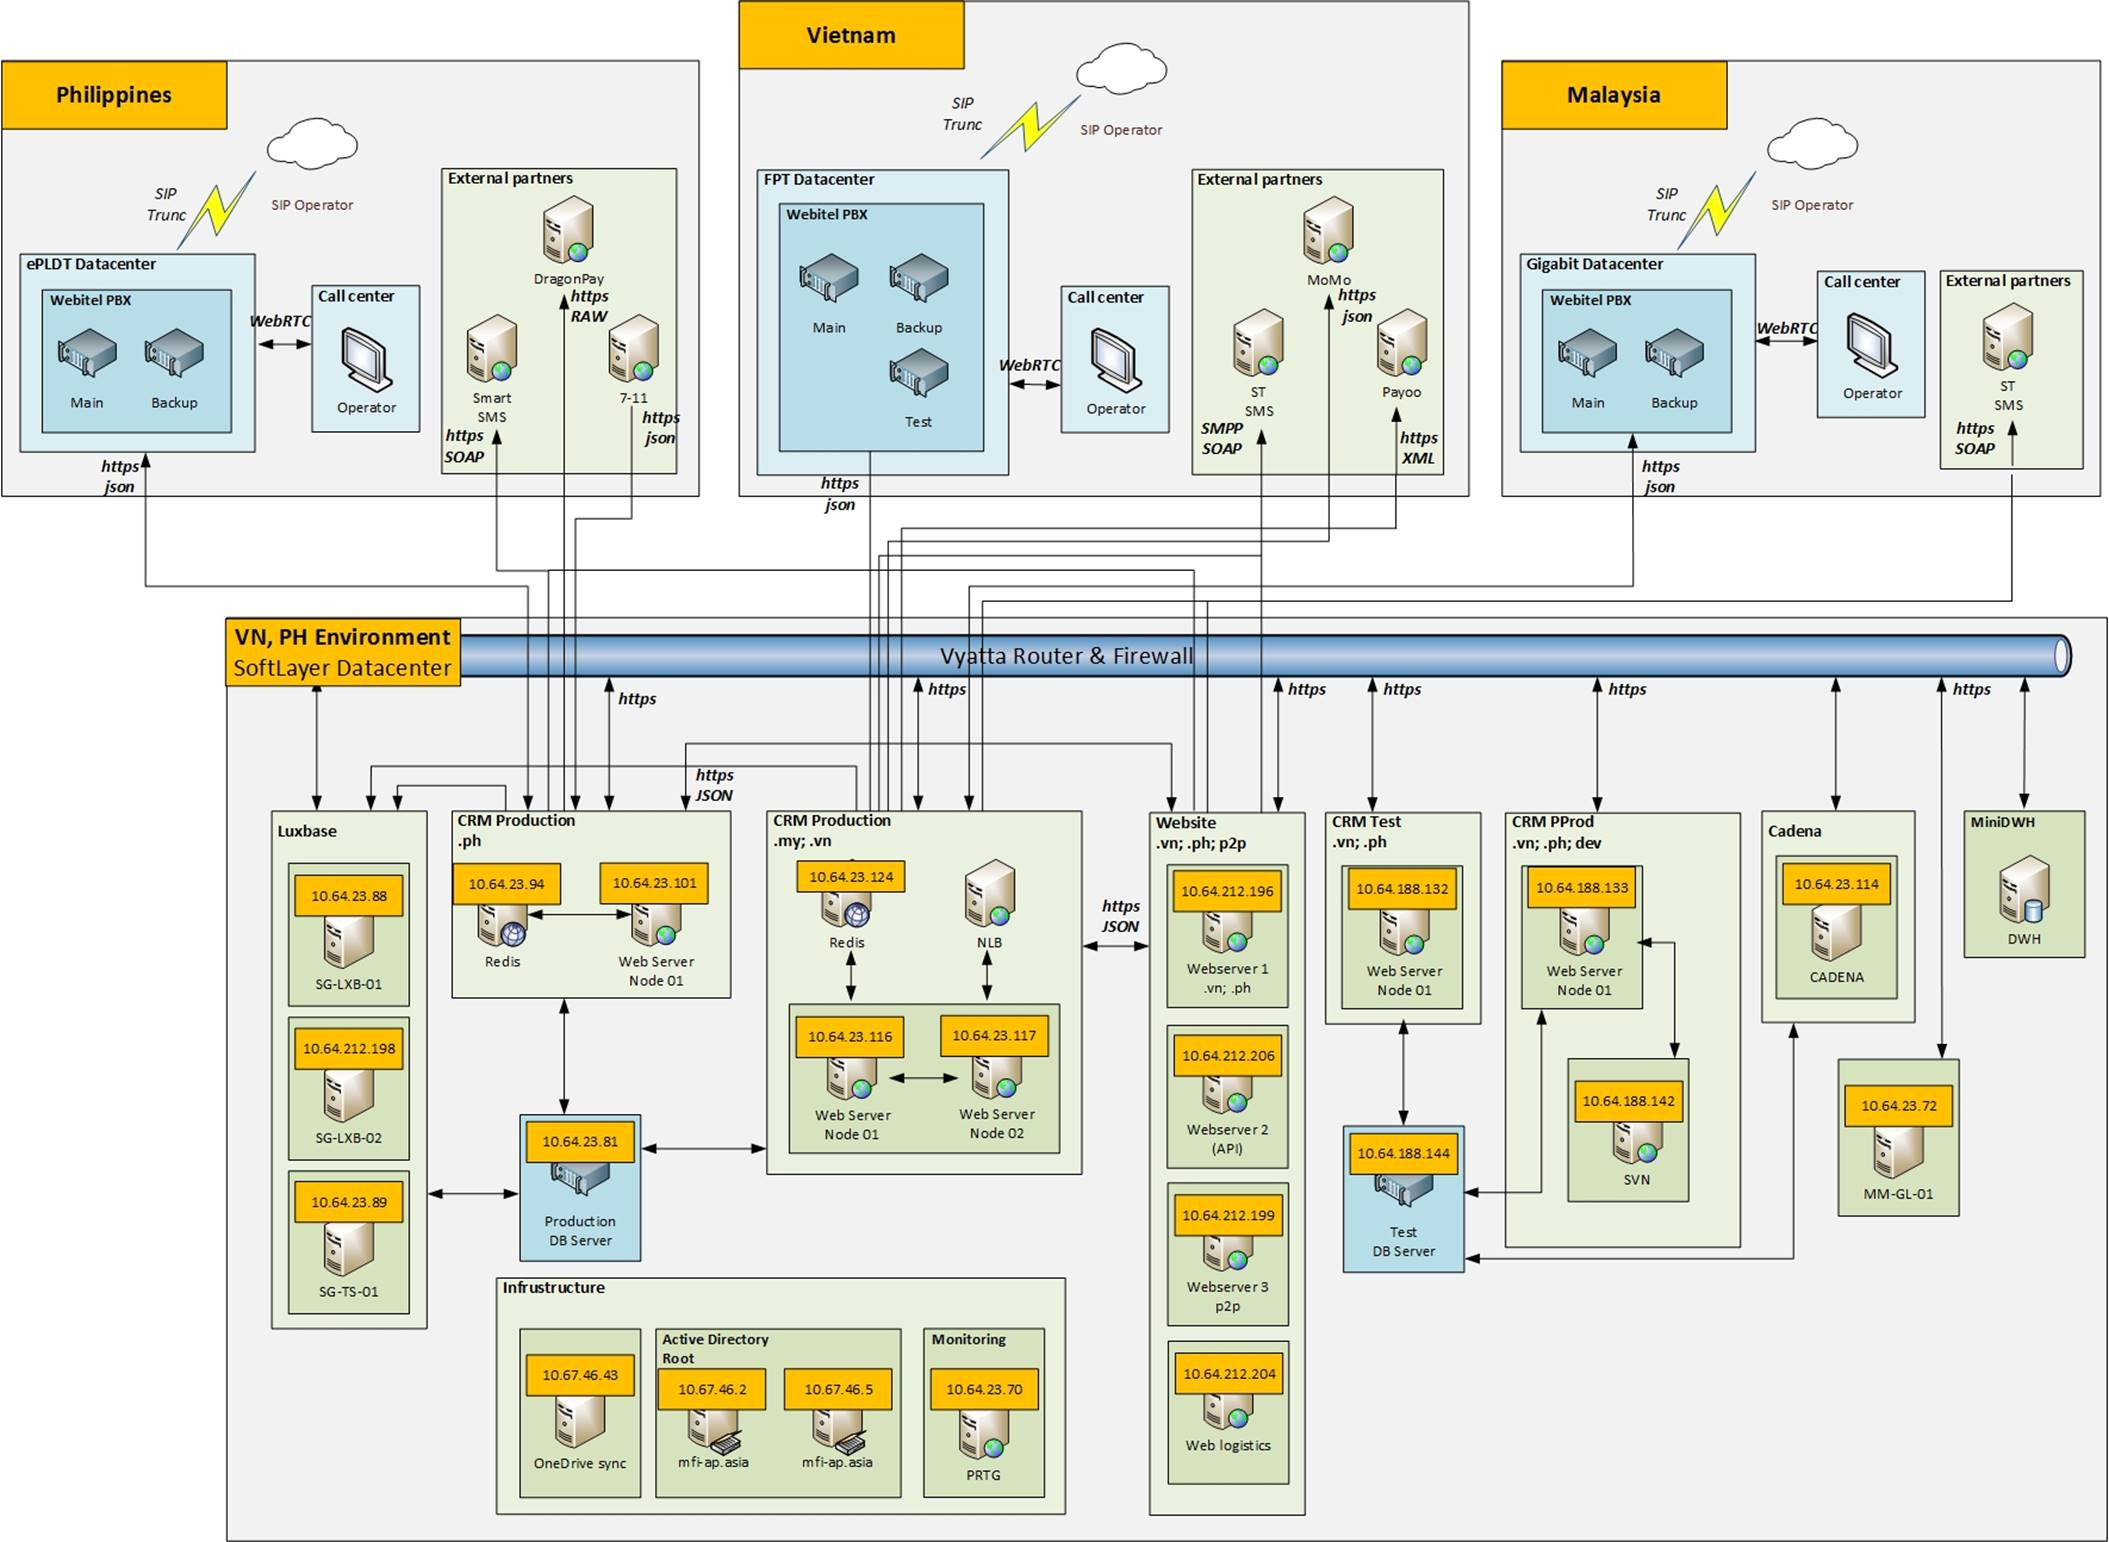 Philippines
SIP
Trunc
SIP Operator
ePLDT Datacenter
Webitel PBX
Main
Backup
WebRTC
Call center
Operator
External partners
DragonPay
https
RAW
Smart
SMS
7-11
https
SOAP
https
json
https
json
Vietnam
SIP
Trunc
SIP Operator
FPT Datacenter
Webitel PBX
Main
Backup
Test
WebRTC
Call center
Operator
External partners
MoMo
https
json
ST
SMS
Payoo
SMPP
SOAP
https
XML
https
json
Malaysia
SIP
Trunc
SIP Operator
Gigabit Datacenter
Webitel PBX
Main
Backup
WebRTC
Call center
Operator
External partners
ST
SMS
https
SOAP
https
json
VN, PH Environment
SoftLayer Datacenter
Vyatta Router & Firewall
https
https
https
https
https
https
https
JSON
Luxbase
10.64.23.88
SG-LXB-01
10.64.212.198
SG-LXB-02
10.64.23.89
SG-TS-01
CRM Production
.ph
10.64.23.94
Redis
10.64.23.101
Web Server
Node 01
10.64.23.81
Production
DB Server
CRM Production
.my; .vn
10.64.23.124
Redis
NLB
10.64.23.116
Web Server
Node 01
10.64.23.117
Web Server
Node 02
https
JSON
Website
.vn; .ph; p2p
10.64.212.196
Webserver 1
.vn; .ph
10.64.212.206
Webserver 2
(API)
10.64.212.199
Webserver 3
p2p
10.64.212.204
Web logistics
CRM Test
.vn; .ph
10.64.188.132
Web Server
Node 01
10.64.188.144
Test
DB Server
CRM PProd
.vn; .ph; dev
10.64.188.133
Web Server
Node 01
10.64.188.142
SVN
Cadena
10.64.23.114
CADENA
MiniDWH
DWH
10.64.23.72
MM-GL-01
Infrustructure
10.67.46.43
OneDrive sync
Active Directory
Root
10.67.46.2
mfi-ap.asia
10.67.46.5
mfi-ap.asia
Monitoring
10.64.23.70
PRTG